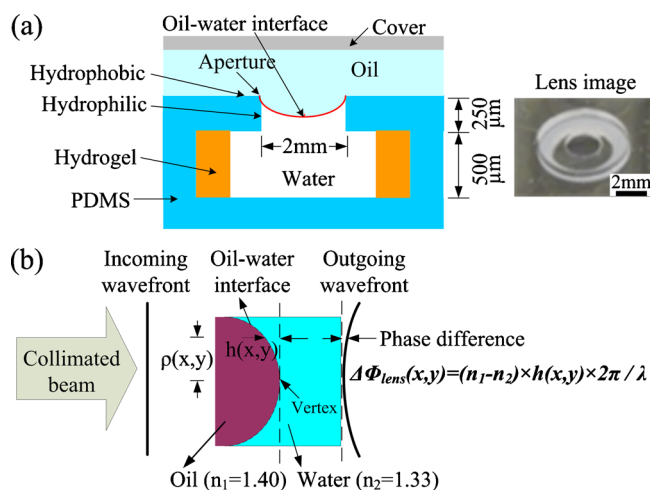 (a)
Oil-water interface
Cover
Aperture
Oil
Hydrophobic
Hydrophilic
Hydrogel
PDMS
2mm
Water
250
μm
500
μm
Lens image
2mm
(b)
Incoming
wavefront
Oil-water
interface
Outgoing
wavefront
Collimated
beam
ρ(x,y)
h(x,y)
Phase difference
ΔΦlens(x,y)=(n1-n2)×h(x,y)×2π / λ
Vertex
Oil (n1=1.40)
Water (n2=1.33)